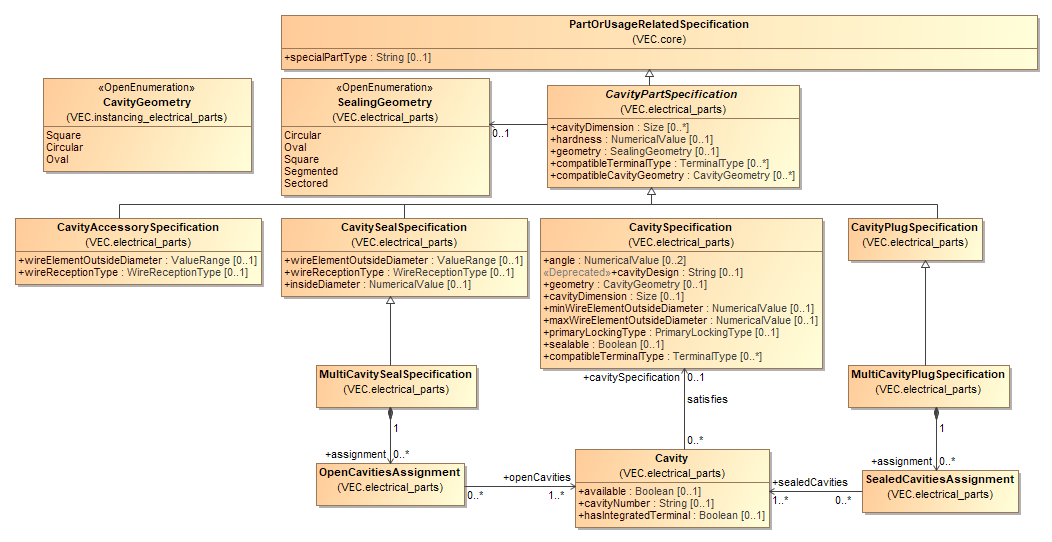 PartOrUsageRelatedSpecification
(VEC.core)
+specialPartType : String [0..1]
«OpenEnumeration»
CavityGeometry
(VEC.instancing_electrical_parts)
Square
Circular
Oval
«OpenEnumeration»
SealingGeometry
(VEC.electrical_parts)
Circular
Oval
Square
Segmented
Sectored
0..1
CavityPartSpecification
(VEC.electrical_parts)
+cavityDimension : Size [0..*]
+hardness : NumericalValue [0..1]
+geometry : SealingGeometry [0..1]
+compatibleTerminalType : TerminalType [0..*]
+compatibleCavityGeometry : CavityGeometry [0..*]
CavityAccessorySpecification
(VEC.electrical_parts)
+wireElementOutsideDiameter : ValueRange [0..1]
+wireReceptionType : WireReceptionType [0..1]
CavitySealSpecification
(VEC.electrical_parts)
+wireElementOutsideDiameter : ValueRange [0..1]
+wireReceptionType : WireReceptionType [0..1]
+insideDiameter : NumericalValue [0..1]
CavitySpecification
(VEC.electrical_parts)
+angle : NumericalValue [0..2]
«Deprecated»+cavityDesign : String [0..1]
+geometry : CavityGeometry [0..1]
+cavityDimension : Size [0..1]
+minWireElementOutsideDiameter : NumericalValue [0..1]
+maxWireElementOutsideDiameter : NumericalValue [0..1]
+primaryLockingType : PrimaryLockingType [0..1]
+sealable : Boolean [0..1]
+compatibleTerminalType : TerminalType [0..*]
CavityPlugSpecification
(VEC.electrical_parts)
MultiCavitySealSpecification
(VEC.electrical_parts)
+cavitySpecification 0..1
satisfies
0..*
MultiCavityPlugSpecification
(VEC.electrical_parts)
1
+assignment 0..*
1
+assignment 0..*
OpenCavitiesAssignment
(VEC.electrical_parts)
+openCavities
0..* 1..*
Cavity
(VEC.electrical_parts)
+available : Boolean [0..1]
+cavityNumber : String [0..1]
+hasIntegratedTerminal : Boolean [0..1]
+sealedCavities
1..* 0..*
SealedCavitiesAssignment
(VEC.electrical_parts)